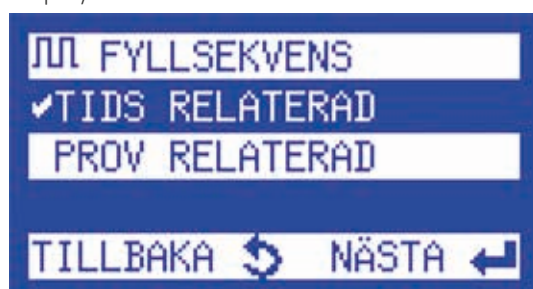 FYLLSEKVENS
✔TIDS RELATERAD
PROV RELATERAD
TILLBAKA NÄSTA